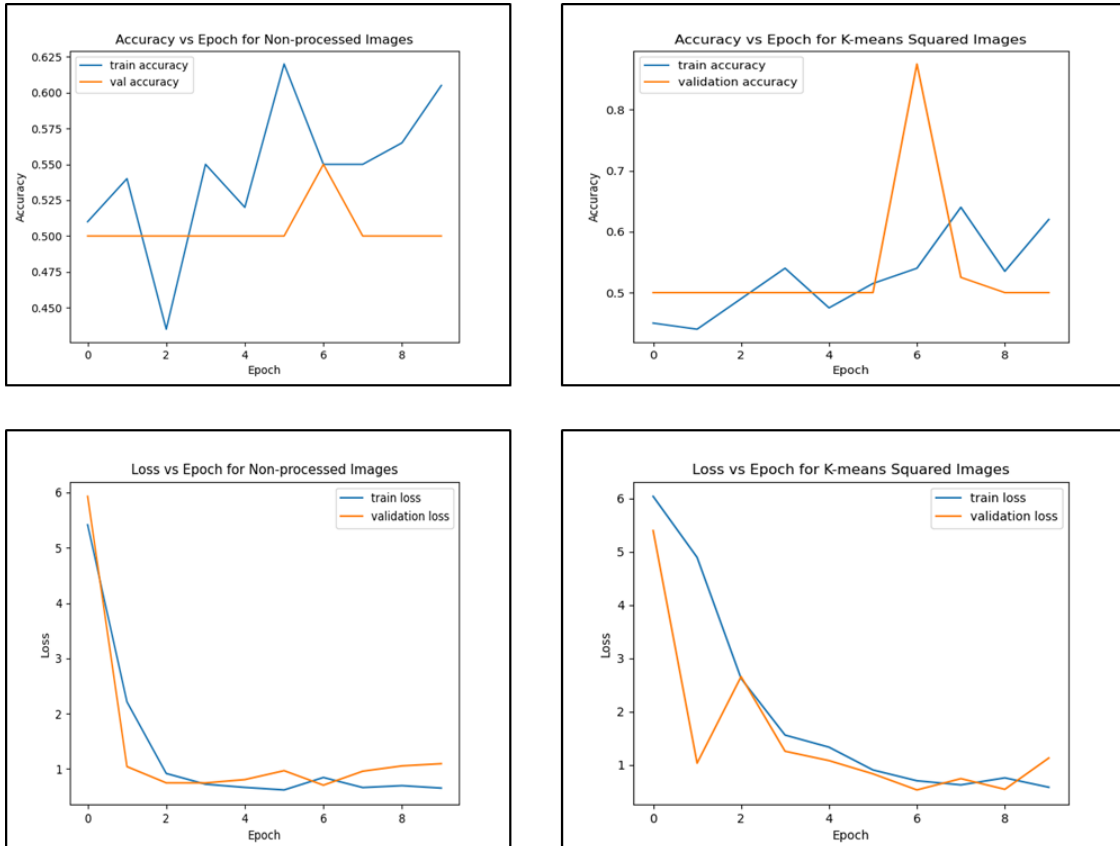 Accuracy vs Epoch for Non-processed Images
train accuracy
val accuracy
0.625
0.600
0.575
0.550
0.525
0.500
0.475
0.450
Accuracy
0 2 4 6 8
Epoch
Accuracy vs Epoch for K-means Squared Images
train accuracy
validation accuracy
0.8
0.7
0.6
0.5
Accuracy
0 2 4 6 8
Epoch
Loss vs Epoch for Non-processed Images
train loss
validation loss
6
5
4
3
2
1
Loss
0 2 4 6 8
Epoch
Loss vs Epoch for K-means Squared Images
train loss
validation loss
6
5
4
3
2
1
Loss
0 2 4 6 8
Epoch